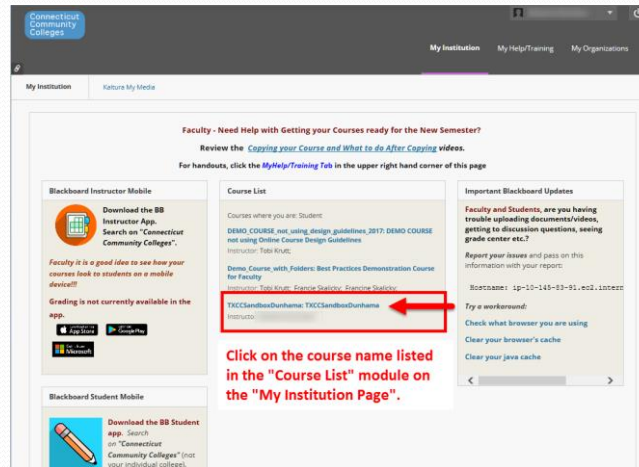 Connecticut
Community
Colleges
My Institution
My Help/Training
My Organizations
My Institution
Kaltura My Media
Faculty - Need Help with Getting your Courses ready for the New Semester?
Review the Copying your Course and What to do After Copying videos.
For handouts, click the MyHelp/Training Tab in the upper right hand corner of this page
Blackboard Instructor Mobile
Download the BB
Instructor App.
Search on "Connecticut
Community Colleges".
Faculty it is a good idea to see how your
courses look to students on a mobile
device!!!
Grading is not currently available in the
app.
App Store
Google Play
Microsoft
Blackboard Student Mobile
Download the BB Student
app. Search
on "Connecticut
Community Colleges" (not
your individual college).
Course List
Courses where you are: Student
DEMO_COURSE_not_using_design_guidelines_2017: DEMO COURSE
not using Online Course Design Guidelines
Instructor: Tobi Krutt;
Demo_Course_with_Folders: Best Practices Demonstration Course
for Faculty
Instructor: Tobi Krutt; Francie Skalicky; Francine Skalicky;
TXCCSandboxDunhama: TXCCSandboxDunhama
Instructo
Click on the course name listed
in the "Course List" module on
the "My Institution Page".
Important Blackboard Updates
Faculty and Students, are you having
trouble uploading documents/videos,
getting to discussion questions, seeing
grade center etc.?
Report your issues and pass on this
information with your report:
Hostname: ip-10-145-83-91.ec2.intern
Try a workaround:
Check what browser you are using
Clear your browser's cache
Clear your java cache